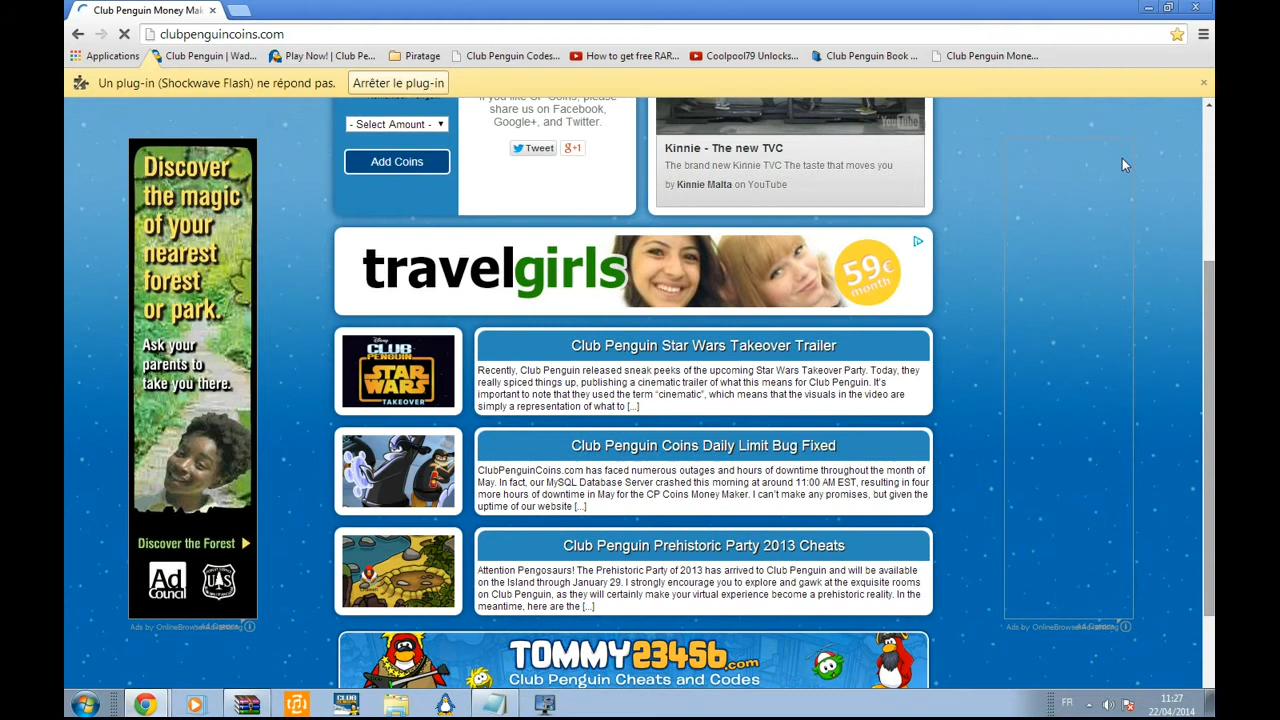 Club Penguin Money Mak
clubpenguincoins.com
Applications
Club Penguin | Wad...
Play Now! | Club Pe...
Piratage
Club Penguin Codes...
How to get free RAR...
Coolpool79 Unlocks...
Club Penguin Book ...
Club Penguin Mone...
Un plug-in (Shockwave Flash) ne répond pas.
Arrêter le plug-in
Discover
the magic
of your
nearest
forest
or park.
Ask your
parents to
take you there.
Discover the Forest
Ad
Council
U S
If you like CP Coins, please
share us on Facebook,
Google+, and Twitter.
- Select Amount -
Tweet
+1
Add Coins
YouTube
Kinnie - The new TVC
The brand new Kinnie TVC The taste that moves you
by Kinnie Malta on YouTube
travelgirls
59€
month
CLUB
PENGUIN
STAR
WARS
TAKEOVER
Club Penguin Star Wars Takeover Trailer
Recently, Club Penguin released sneak peeks of the upcoming Star Wars Takeover Party. Today, they
really spiced things up, publishing a cinematic trailer of what this means for Club Penguin. It's
important to note that they used the term "cinematic", which means that the visuals in the video are
simply a representation of what to [...]
Club Penguin Coins Daily Limit Bug Fixed
ClubPenguinCoins.com has faced numerous outages and hours of downtime throughout the month of
May. In fact, our MySQL Database Server crashed this morning at around 11:00 AM EST, resulting in four
more hours of downtime in May for the CP Coins Money Maker. I can't make any promises, but given the
uptime of our website [...]
Club Penguin Prehistoric Party 2013 Cheats
Attention Pengosaurs! The Prehistoric Party of 2013 has arrived to Club Penguin and will be available
on the Island through January 29. I strongly encourage you to explore and gawk at the exquisite rooms
on Club Penguin, as they will certainly make your virtual experience become a prehistoric reality. In the
meantime, here are the [...]
TOMMY23456.com
Club Penguin Cheats and Codes
FR
11:27
22/04/2014